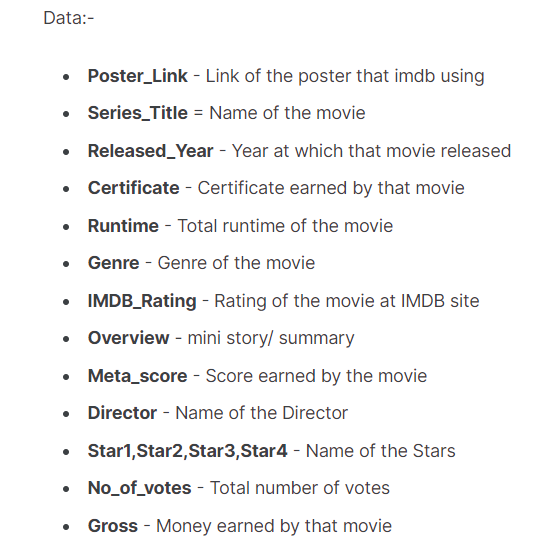 Data:-
• Poster_Link - Link of the poster that imdb using
• Series_Title = Name of the movie
• Released_Year - Year at which that movie released
• Certificate - Certificate earned by that movie
• Runtime - Total runtime of the movie
• Genre - Genre of the movie
• IMDB_Rating - Rating of the movie at IMDB site
• Overview - mini story/ summary
• Meta_score - Score earned by the movie
• Director - Name of the Director
• Star1,Star2,Star3,Star4 - Name of the Stars
• No_of_votes - Total number of votes
• Gross - Money earned by that movie